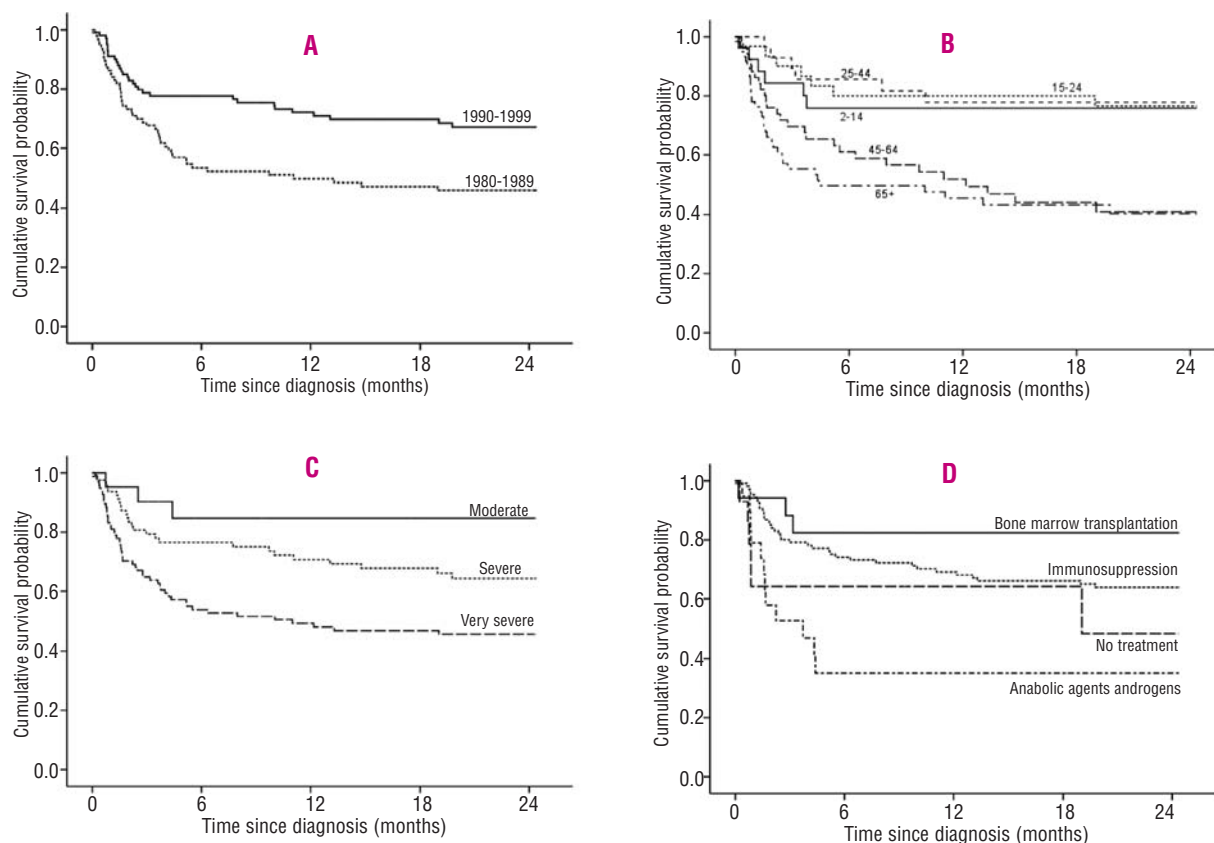 A
Cumulative survival probability
1.0
0.8
0.6
0.4
0.2
0.0
1990-1999
1980-1989
0 6 12 18 24
Time since diagnosis (months)
B
Cumulative survival probability
1.0
0.8
0.6
0.4
0.2
0.0
25-44
15-24
2-14
45-64
65+
0 6 12 18 24
Time since diagnosis (months)
C
Cumulative survival probability
1.0
0.8
0.6
0.4
0.2
0.0
Moderate
Severe
Very severe
0 6 12 18 24
Time since diagnosis (months)
D
Cumulative survival probability
1.0
0.8
0.6
0.4
0.2
0.0
Bone marrow transplantation
Immunosuppression
No treatment
Anabolic agents androgens
0 6 12 18 24
Time since diagnosis (months)